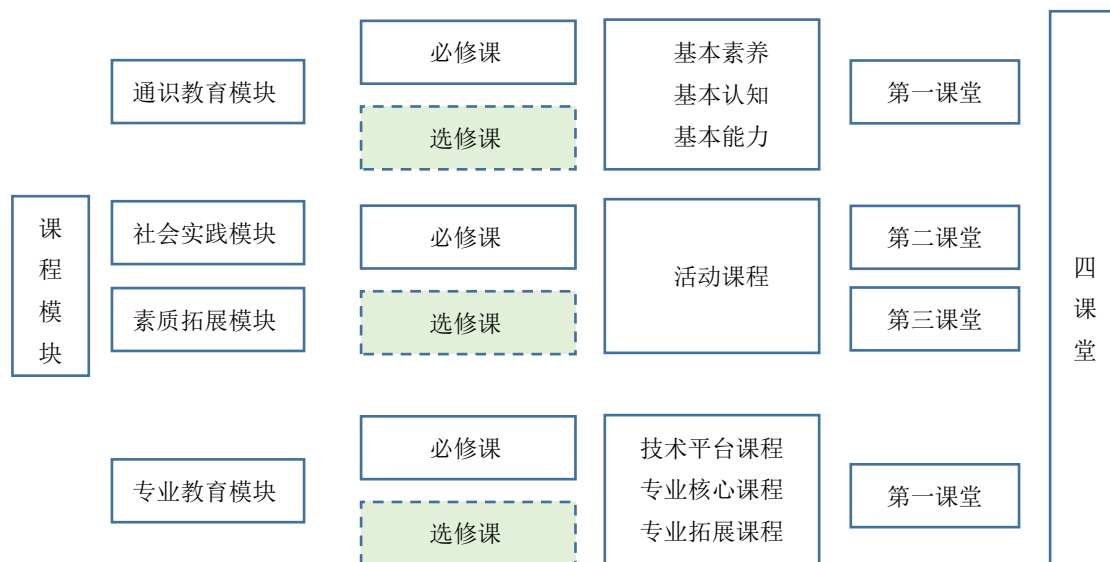 课程模块
通识教育模块
必修课
选修课
基本素养
基本认知
基本能力
第一课堂
社会实践模块
素质拓展模块
必修课
选修课
活动课程
第二课堂
第三课堂
专业教育模块
必修课
选修课
技术平台课程
专业核心课程
专业拓展课程
第一课堂
四课堂